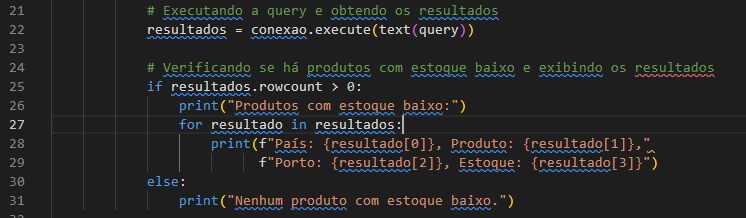 21 # Executando a query e obtendo os resultados
22 resultados = conexao.execute(text(query))
23
24 # Verificando se há produtos com estoque baixo e exibindo os resultados
25 if resultados.rowcount > 0:
26 print("Produtos com estoque baixo:")
27 for resultado in resultados:
28 print(f"País: {resultado[0]}, Produto: {resultado[1]},"
29 f"Porto: {resultado[2]}, Estoque: {resultado[3]}")
30 else:
31 print("Nenhum produto com estoque baixo.")